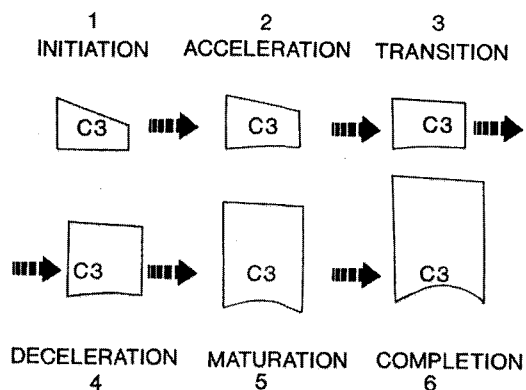 1 2 3
INITIATION ACCELERATION TRANSITION
C3 C3 C3
C3 C3 C3
DECELERATION MATURATION COMPLETION
4 5 6